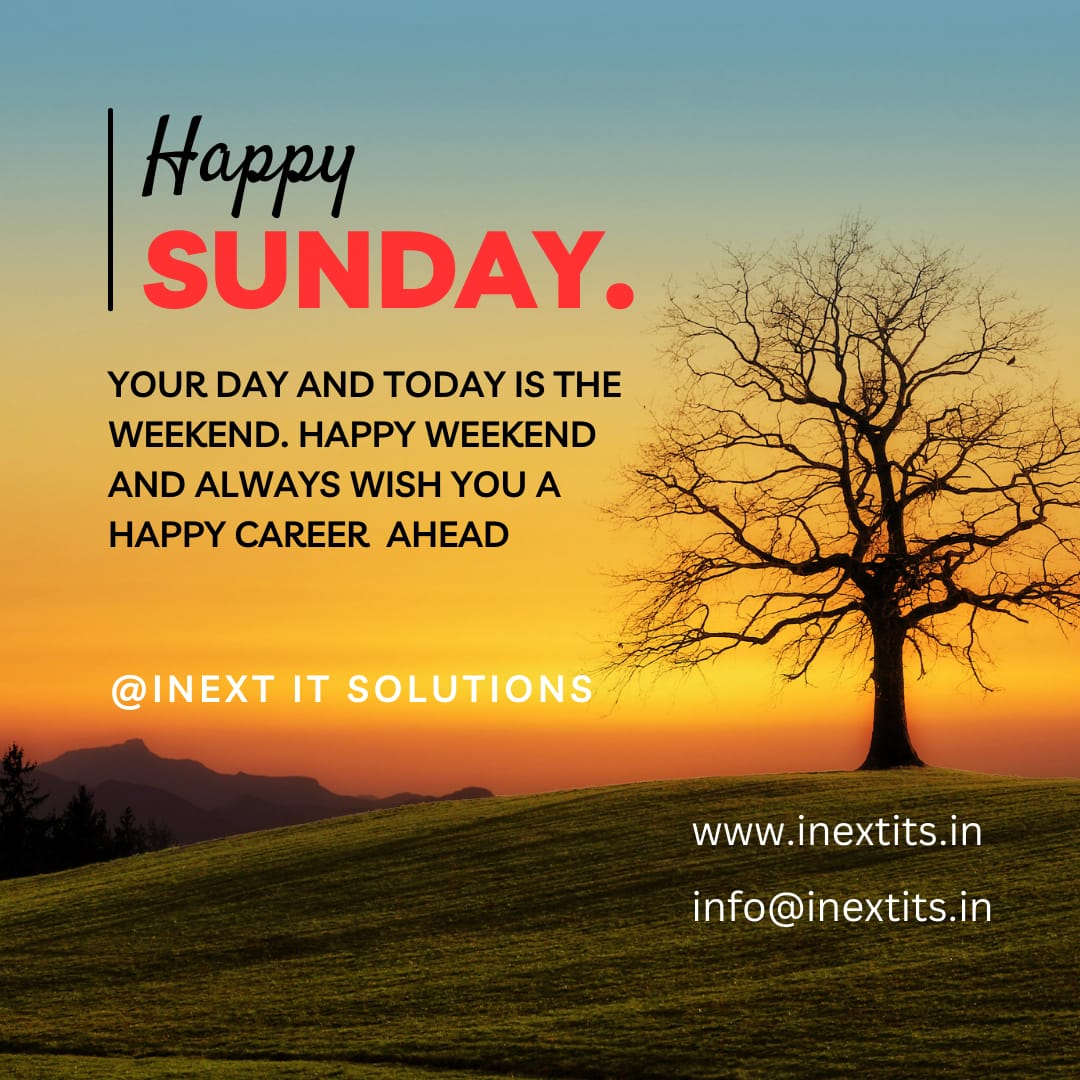 Happy
SUNDAY.
YOUR DAY AND TODAY IS THE
WEEKEND. HAPPY WEEKEND
AND ALWAYS WISH YOU A
HAPPY CAREER  AHEAD
@INEXT IT SOLUTIONS
www.inextits.in
info@inextits.in